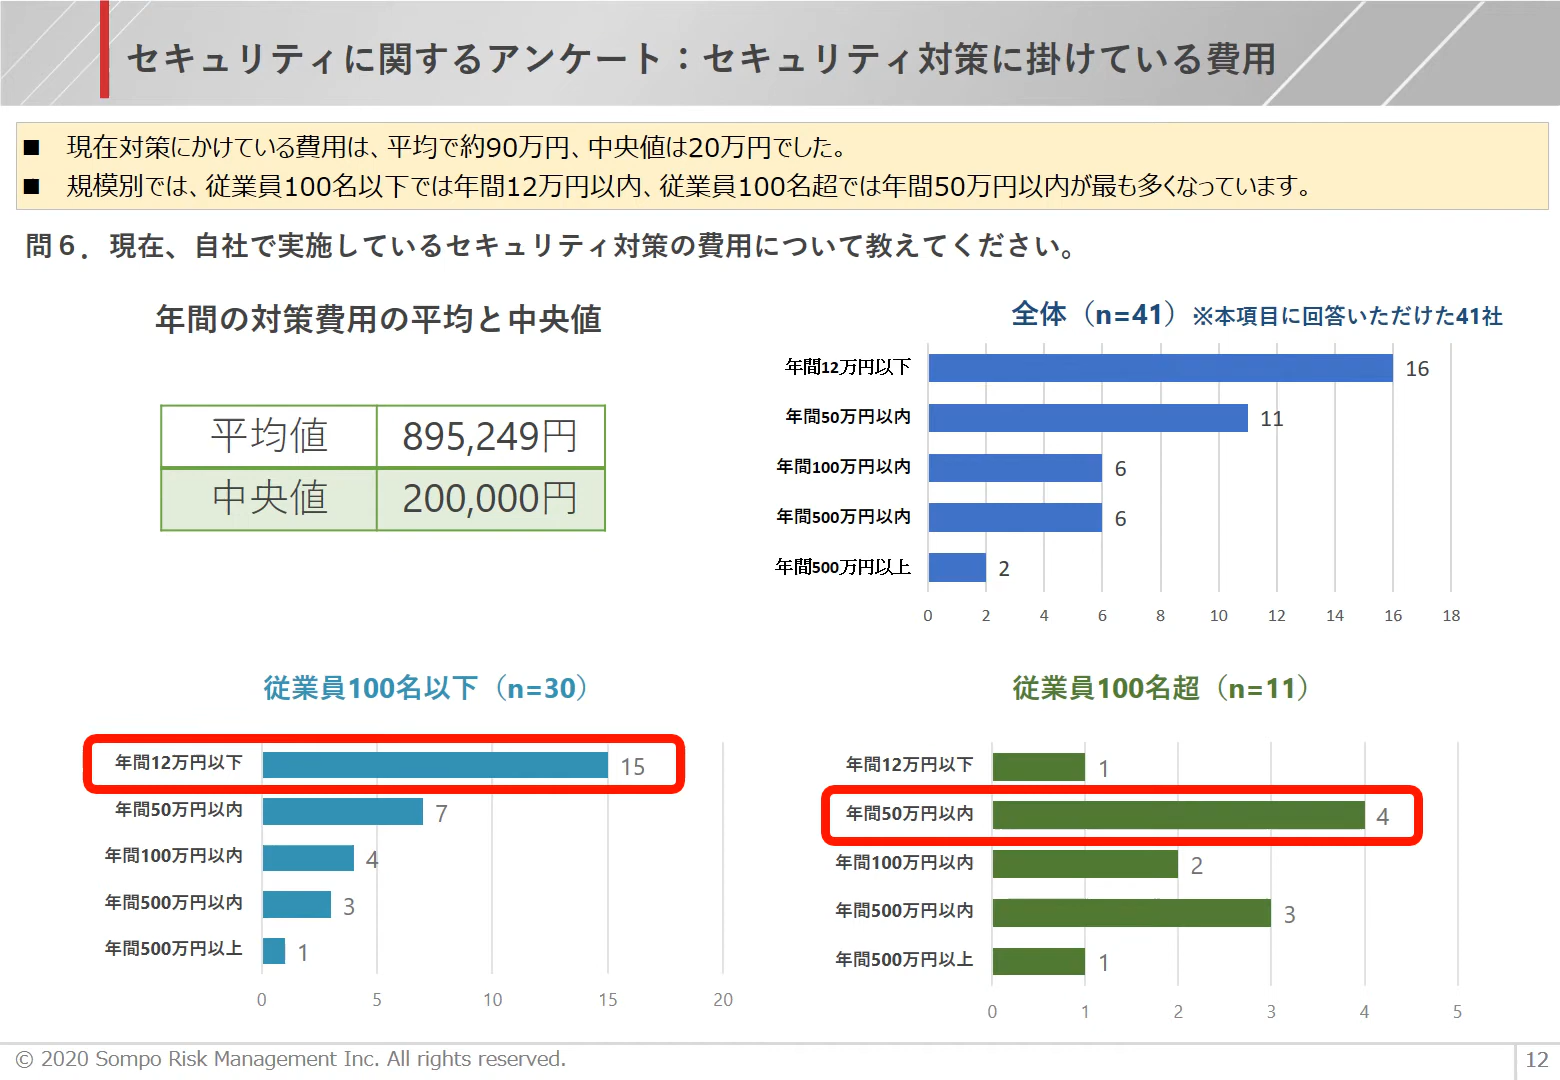 セキュリティに関するアンケート：セキュリティ対策に掛けている費用
■ 現在対策にかけている費用は、平均で約90万円、中央値は20万円でした。
■ 規模別では、従業員100名以下では年間12万円以内、従業員100名超では年間50万円以内が最も多くなっています。
問６．現在、自社で実施しているセキュリティ対策の費用について教えてください。
年間の対策費用の平均と中央値
平均値 895,249円
中央値 200,000円
全体（n=41）※本項目に回答いただけた41社
年間12万円以下 16
年間50万円以内 11
年間100万円以内 6
年間500万円以内 6
年間500万円以上 2
0 2 4 6 8 10 12 14 16 18
従業員100名以下（n=30）
年間12万円以下 15
年間50万円以内 7
年間100万円以内 4
年間500万円以内 3
年間500万円以上 1
0 5 10 15 20
従業員100名超（n=11）
年間12万円以下 1
年間50万円以内 4
年間100万円以内 2
年間500万円以内 3
年間500万円以上 1
0 1 2 3 4 5
© 2020 Sompo Risk Management Inc. All rights reserved.
12